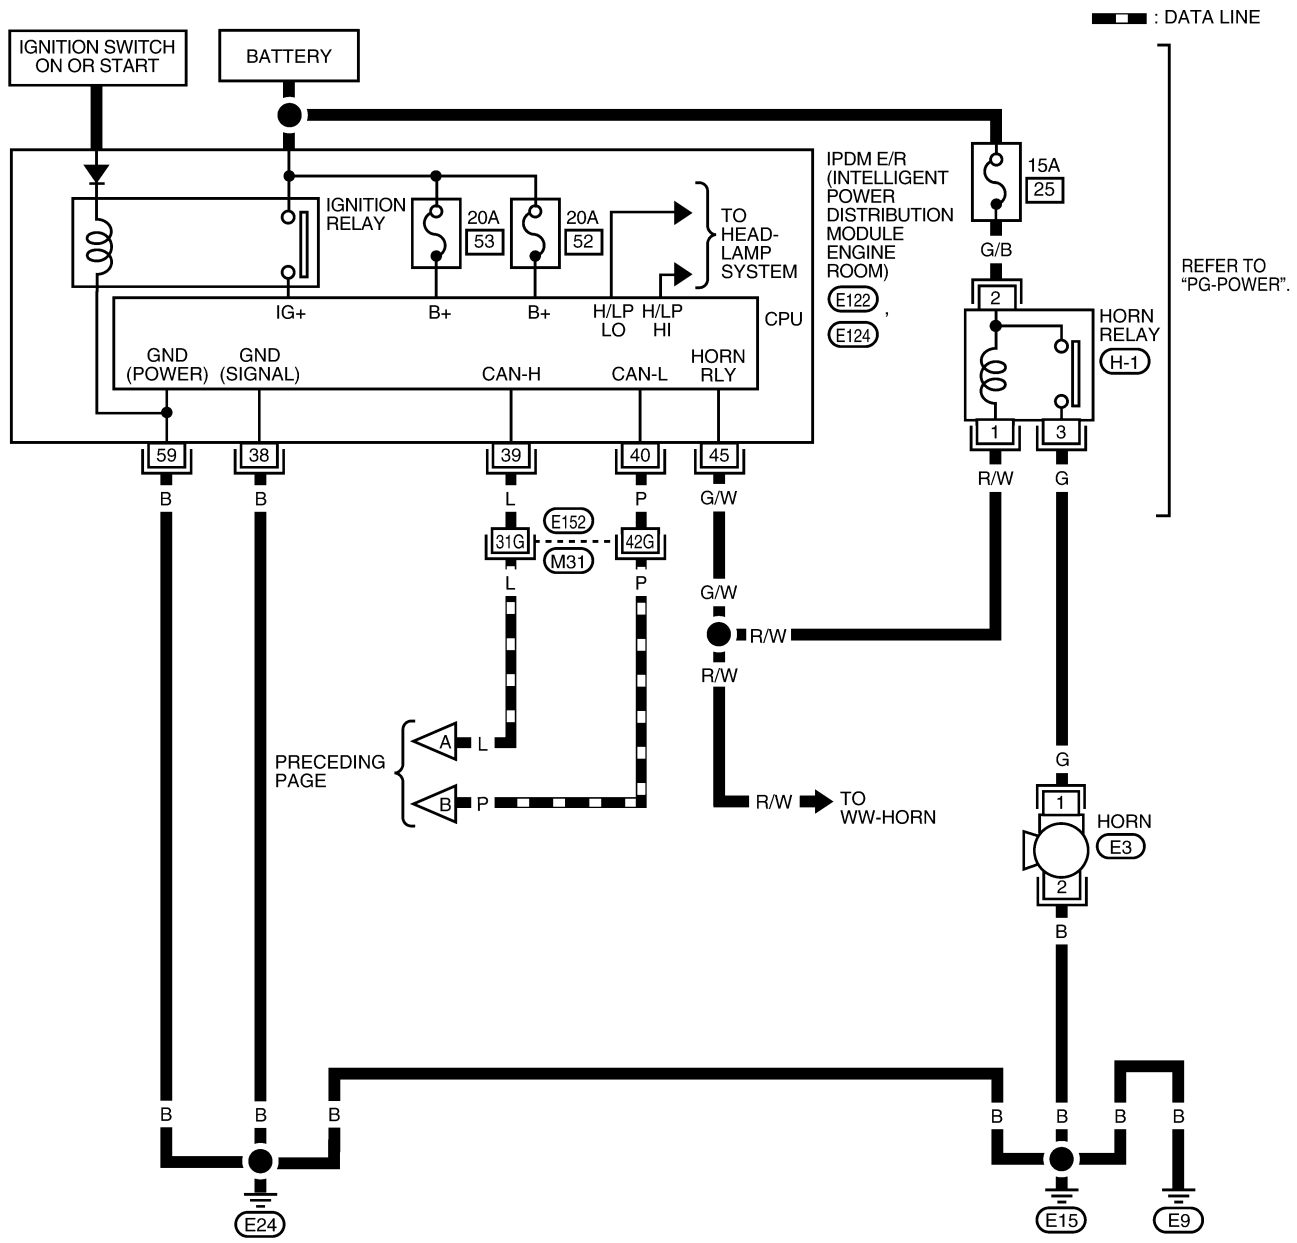 : DATA LINE
IGNITION SWITCH
ON OR START
BATTERY
IPDM E/R
(INTELLIGENT
POWER
DISTRIBUTION
MODULE
ENGINE
ROOM)
E122
,
E124
15A
25
G/B
2
HORN
RELAY
H-1
1
3
R/W
G
REFER TO
“PG-POWER”.
IGNITION
RELAY
20A
53
20A
52
TO
HEAD-
LAMP
SYSTEM
IG+
B+
B+
H/LP
LO
H/LP
HI
CPU
GND
(POWER)
GND
(SIGNAL)
CAN-H
CAN-L
HORN
RLY
59
38
39
40
45
B
B
L
P
G/W
31G
E152
M31
42G
L
P
G/W
R/W
R/W
PRECEDING
PAGE
A
L
B
P
R/W
TO
WW-HORN
G
1
HORN
E3
2
B
B
B
B
B
B
B
B
E24
E15
E9